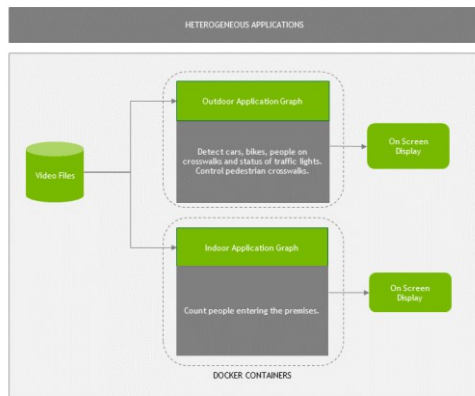 HETEROGENEOUS APPLICATIONS
Outdoor Application Graph
Detect cars, bikes, people on
crosswalks and status of traffic lights.
Control pedestrian crosswalks.
On Screen
Display
Video Files
Indoor Application Graph
Count people entering the premises.
On Screen
Display
DOCKER CONTAINERS